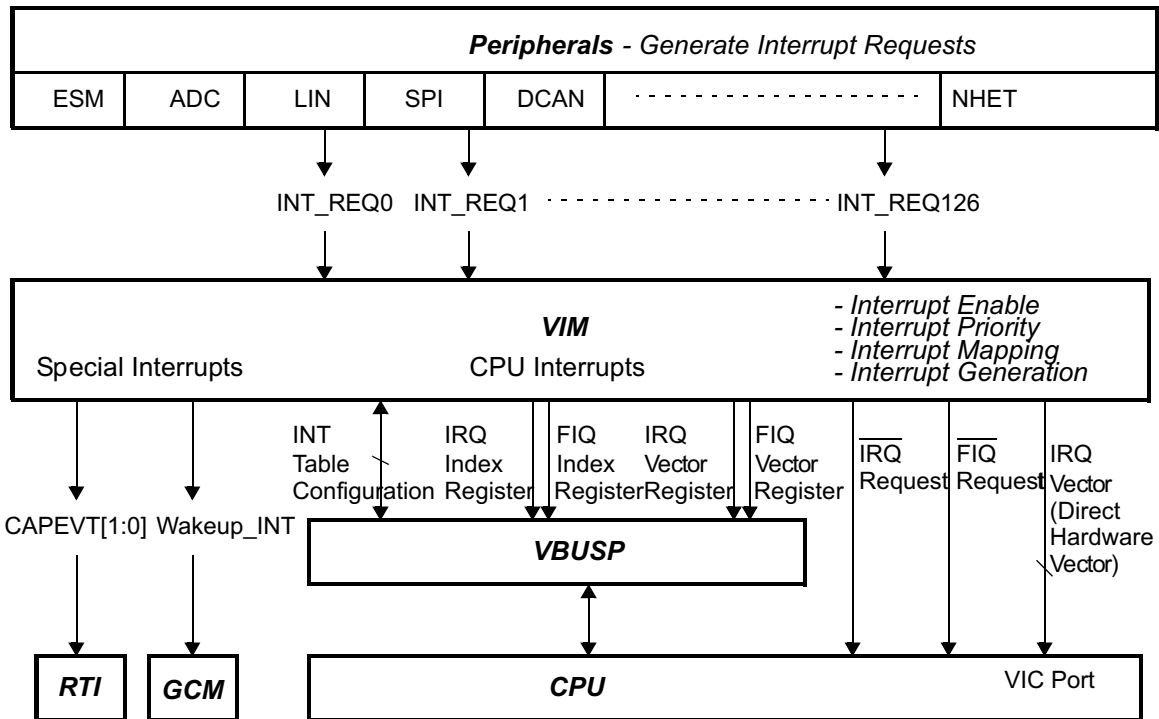 Peripherals - Generate Interrupt Requests
ESM ADC LIN SPI DCAN NHET
INT_REQ0 INT_REQ1 INT_REQ126
VIM
- Interrupt Enable
- Interrupt Priority
- Interrupt Mapping
- Interrupt Generation
Special Interrupts
CPU Interrupts
INT
Table
Configuration
IRQ
Index
Register
FIQ
Index
Register
IRQ
Vector
Register
FIQ
Vector
Register
IRQ
Request
FIQ
Request
IRQ
Vector
(Direct
Hardware
Vector)
CAPEVT[1:0] Wakeup_INT
VBUSP
RTI
GCM
CPU
VIC Port